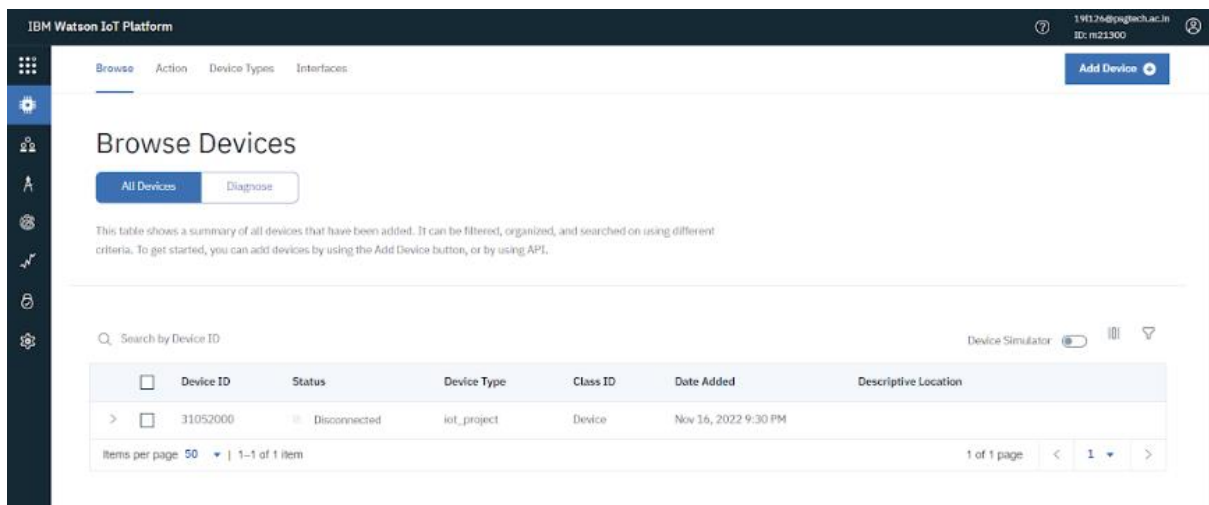 IBM Watson IoT Platform
19f126@psgtech.ac.in
ID: m21300
Browse Action Device Types Interfaces
Add Device
Browse Devices
All Devices Diagnose
This table shows a summary of all devices that have been added. It can be filtered, organized, and searched on using different
criteria. To get started, you can add devices by using the Add Device button, or by using API.
Search by Device ID
Device Simulator
Device ID Status Device Type Class ID Date Added Descriptive Location
31052000 Disconnected iot_project Device Nov 16, 2022 9:30 PM
Items per page 50 | 1–1 of 1 item 1 of 1 page < 1 >